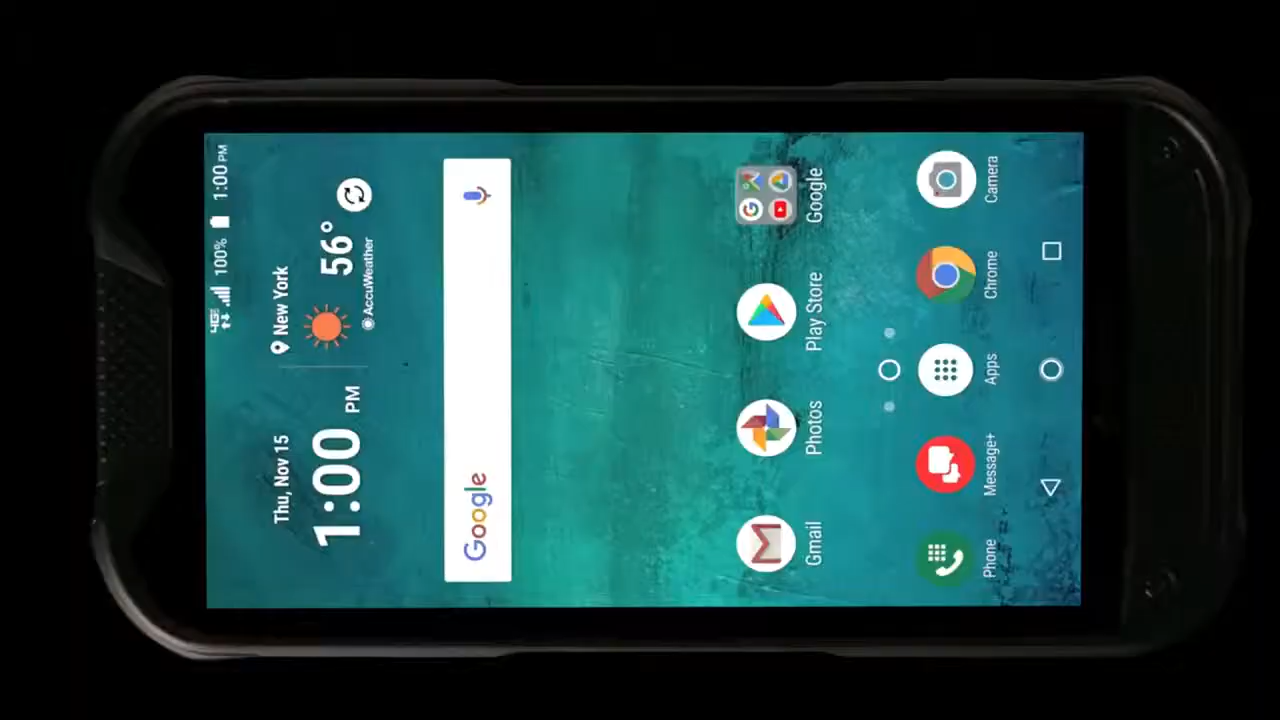 4GE 100% 1:00 PM
Thu, Nov 15
1:00 PM
New York
56°
AccuWeather
Google
Gmail
Photos
Play Store
Google
Phone
Message+
Apps
Chrome
Camera